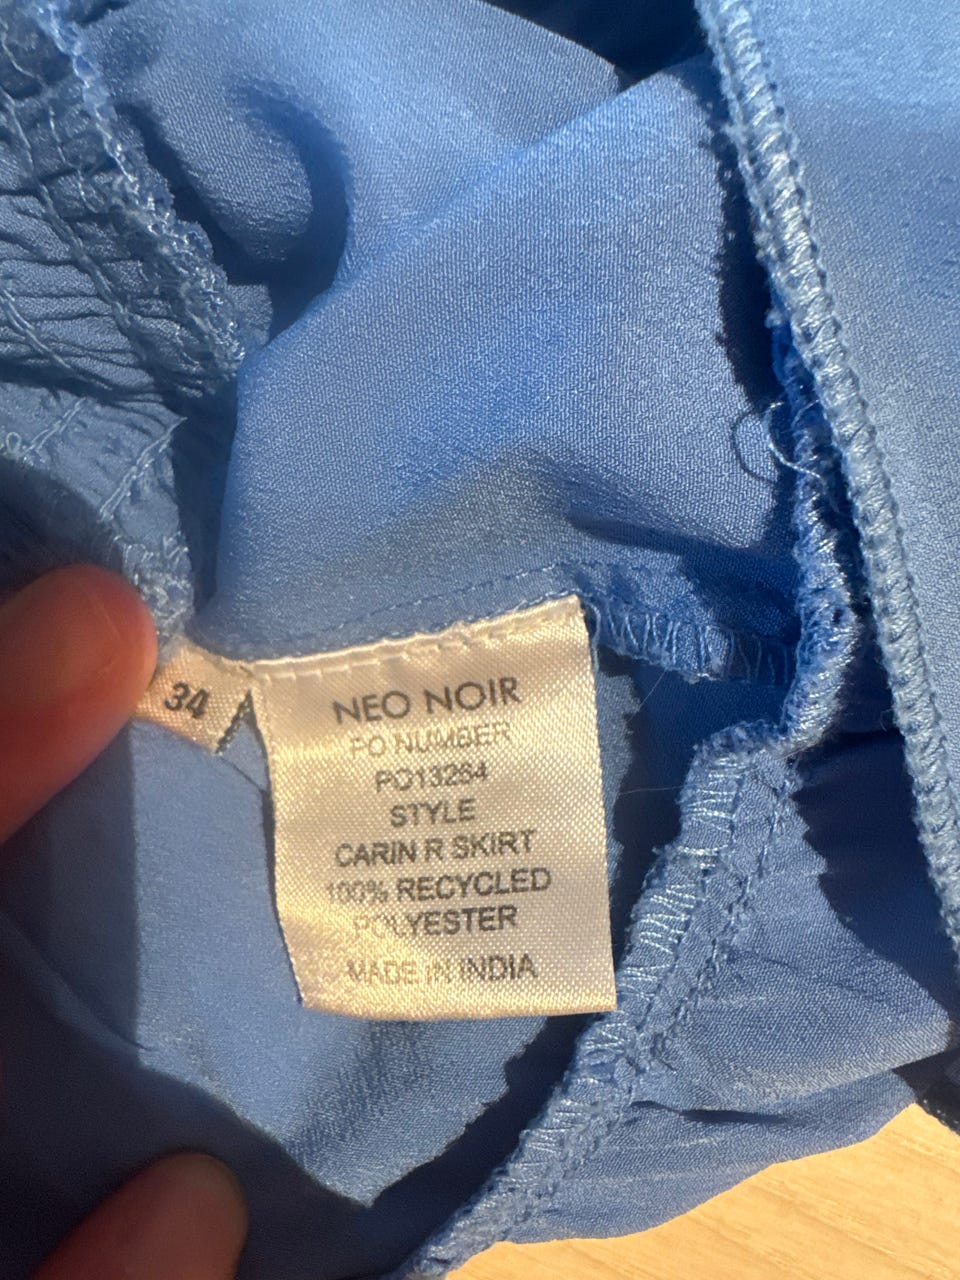 34
NEO NOIR
PO NUMBER
PO13264
STYLE
CARIN R SKIRT
100% RECYCLED
POLYESTER
MADE IN INDIA